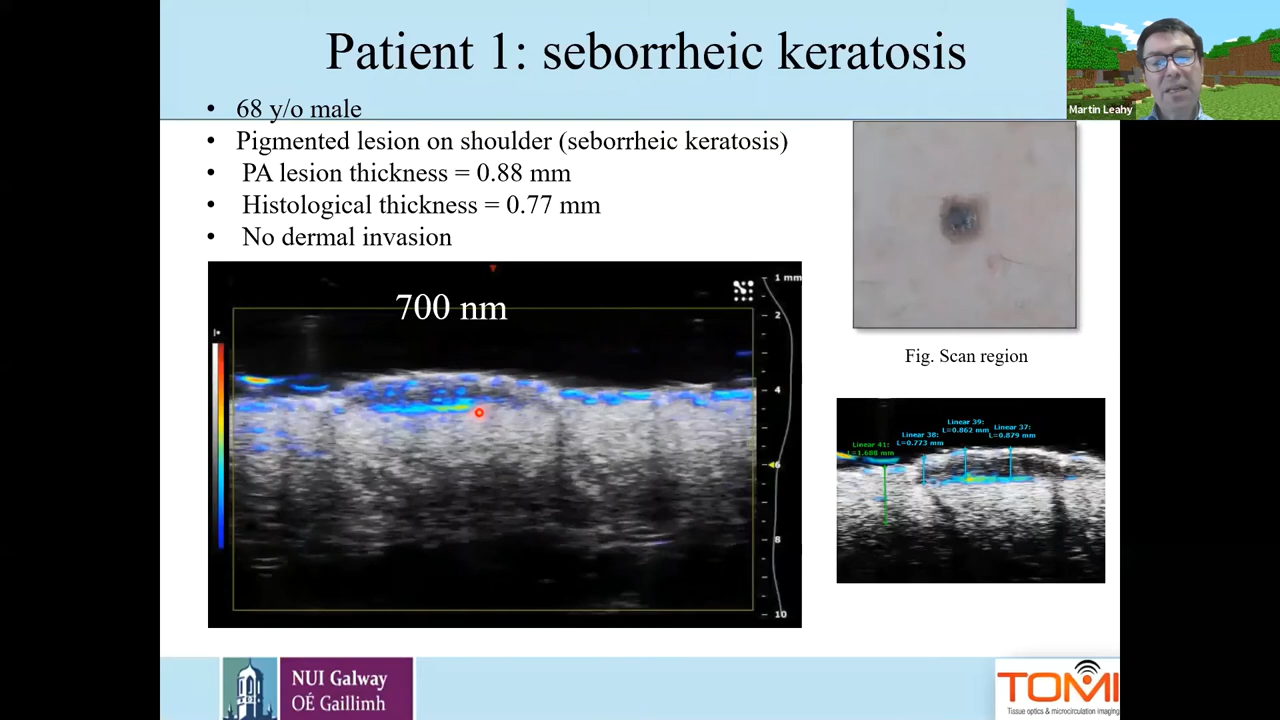 Patient 1: seborrheic keratosis
Martin Leahy
• 68 y/o male
• Pigmented lesion on shoulder (seborrheic keratosis)
• PA lesion thickness = 0.88 mm
• Histological thickness = 0.77 mm
• No dermal invasion
700 nm
1 mm
2
4
6
8
10
Fig. Scan region
Linear 39:
L=0.862 mm
Linear 37:
L=0.879 mm
Linear 38:
L=0.773 mm
Linear 41:
L=1.688 mm
NUI Galway
OÉ Gaillimh
TOMI
Tissue optics & microcirculation imaging